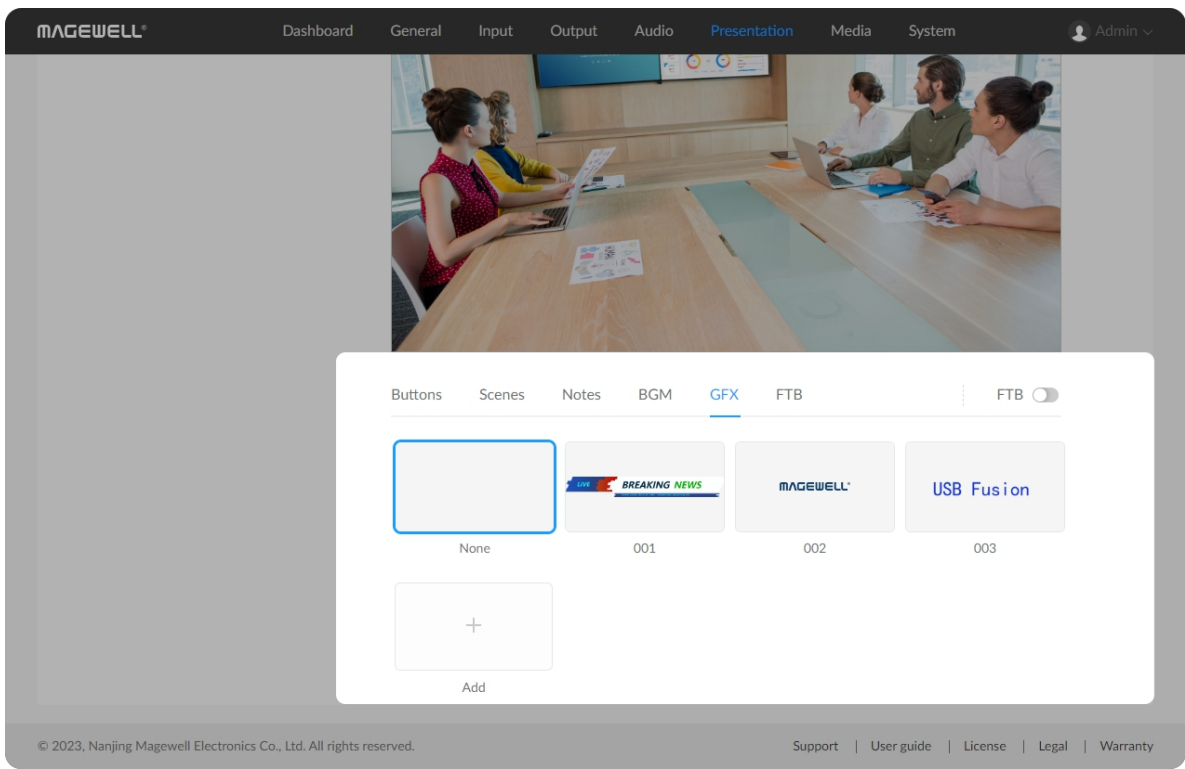 MAGEWELL®
Dashboard General Input Output Audio Presentation Media System
Admin
Buttons Scenes Notes BGM GFX FTB FTB
LIVE BREAKING NEWS
MAGEWELL®
USB Fusion
None 001 002 003
+
Add
© 2023, Nanjing Magewell Electronics Co., Ltd. All rights reserved.
Support | User guide | License | Legal | Warranty